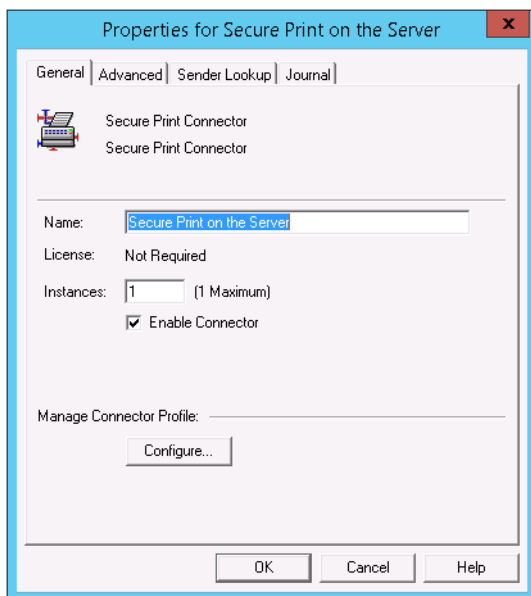 Properties for Secure Print on the Server
x
General Advanced Sender Lookup Journal
Secure Print Connector
Secure Print Connector
Name: Secure Print on the Server
License: Not Required
Instances: 1 (1 Maximum)
Enable Connector
Manage Connector Profile:
Configure...
OK Cancel Help